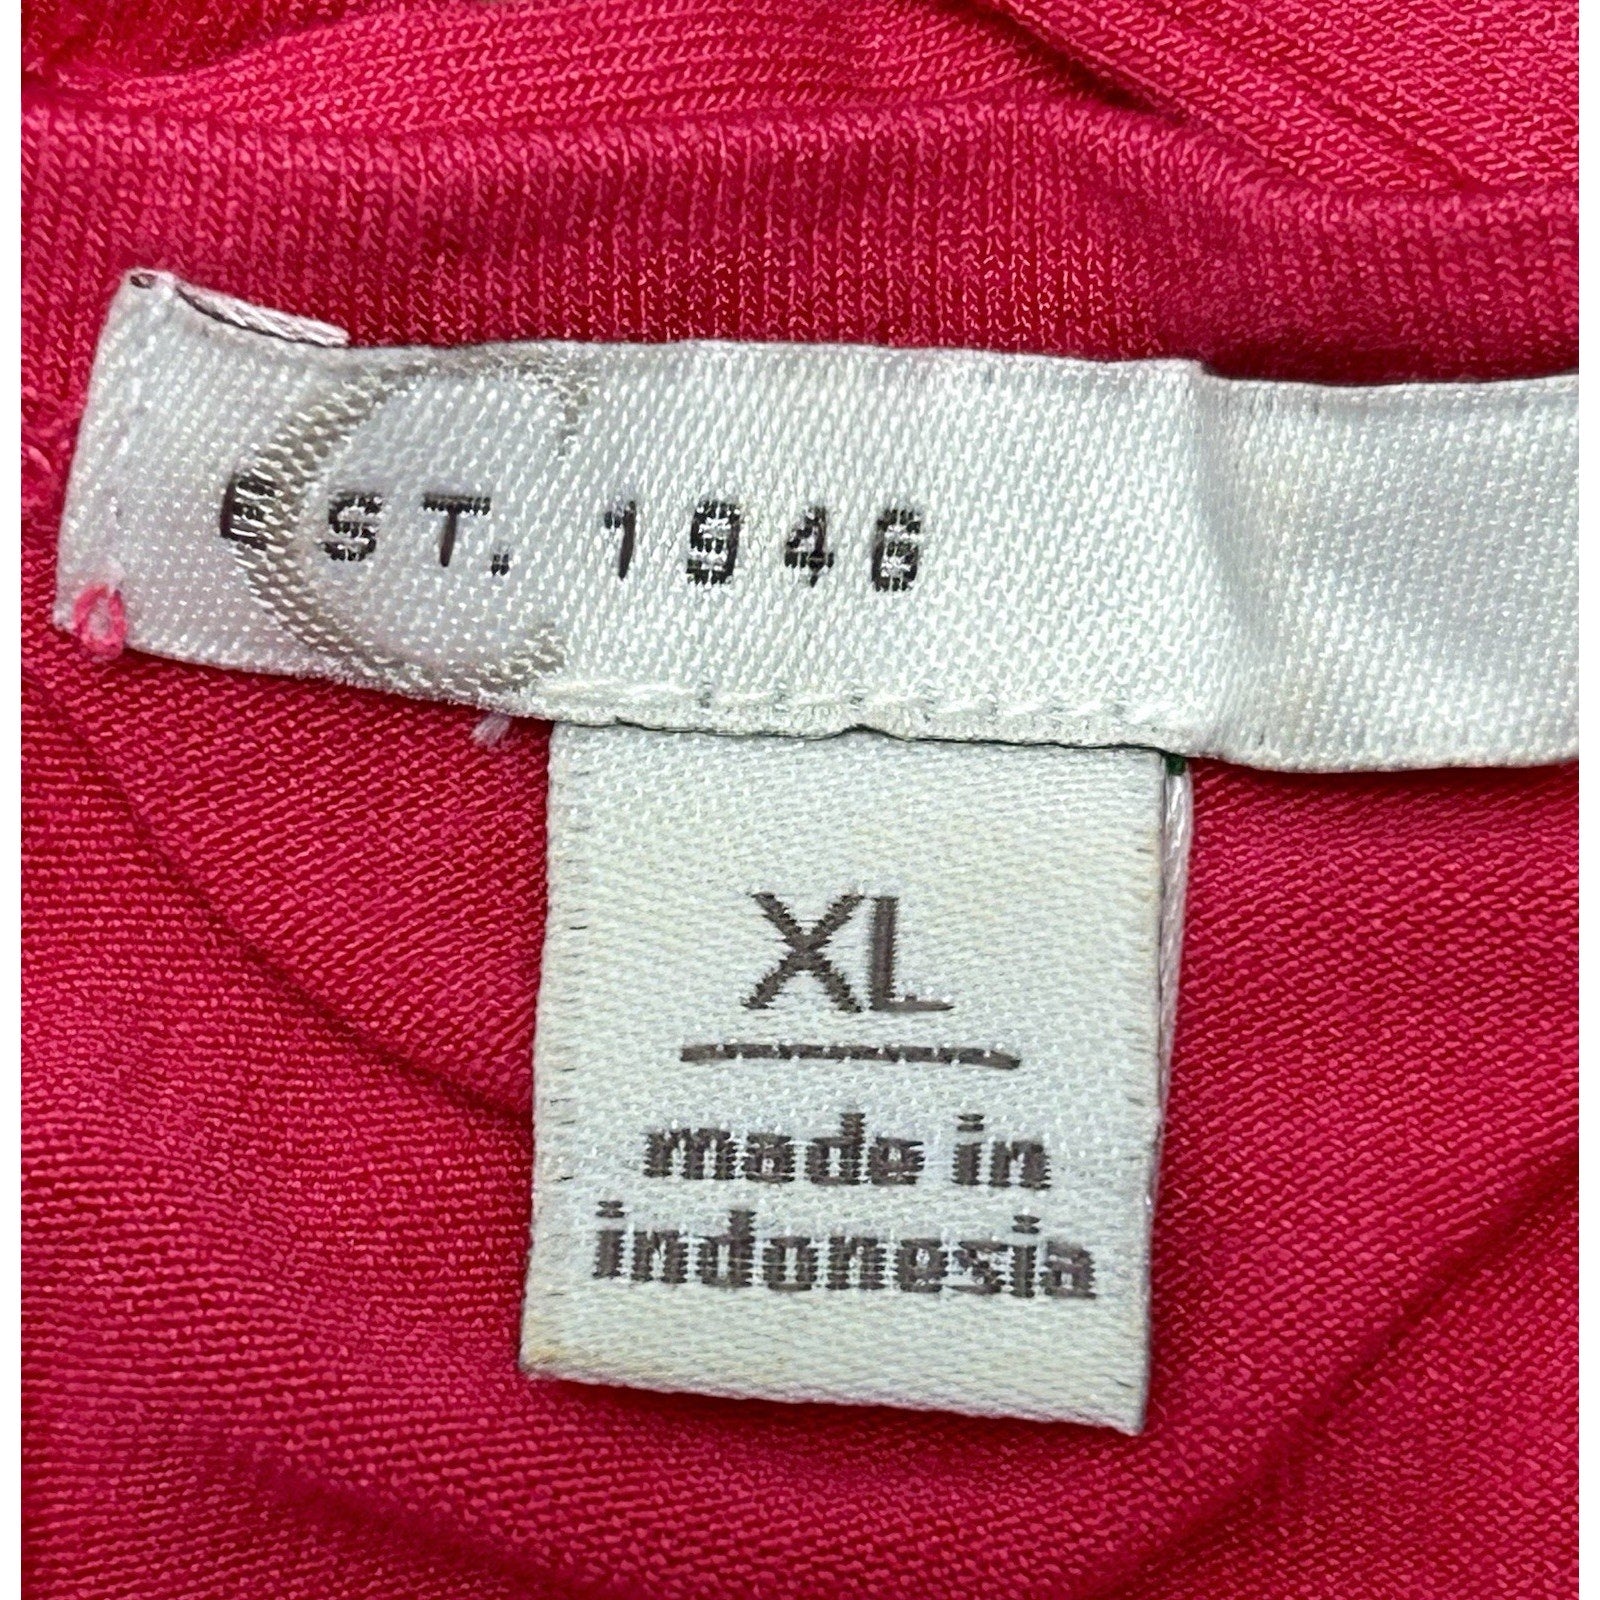 C
EST. 1946
XL
made in
indonesia